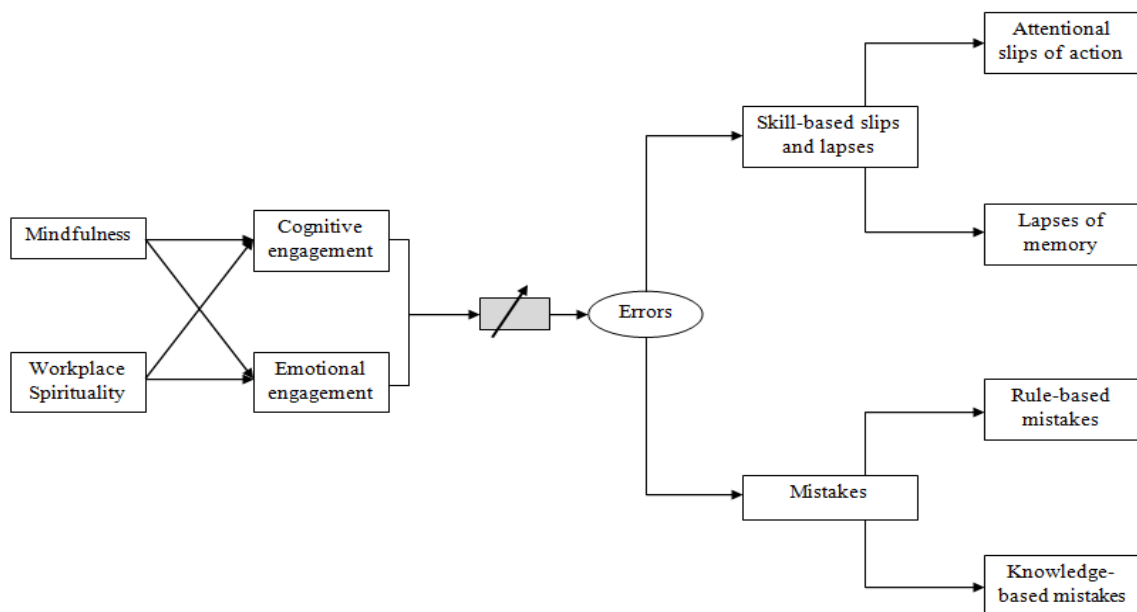 Attentional
slips of action
Skill-based slips
and lapses
Lapses of
memory
Mindfulness
Cognitive
engagement
Errors
Workplace
Spirituality
Emotional
engagement
Rule-based
mistakes
Mistakes
Knowledge-
based mistakes